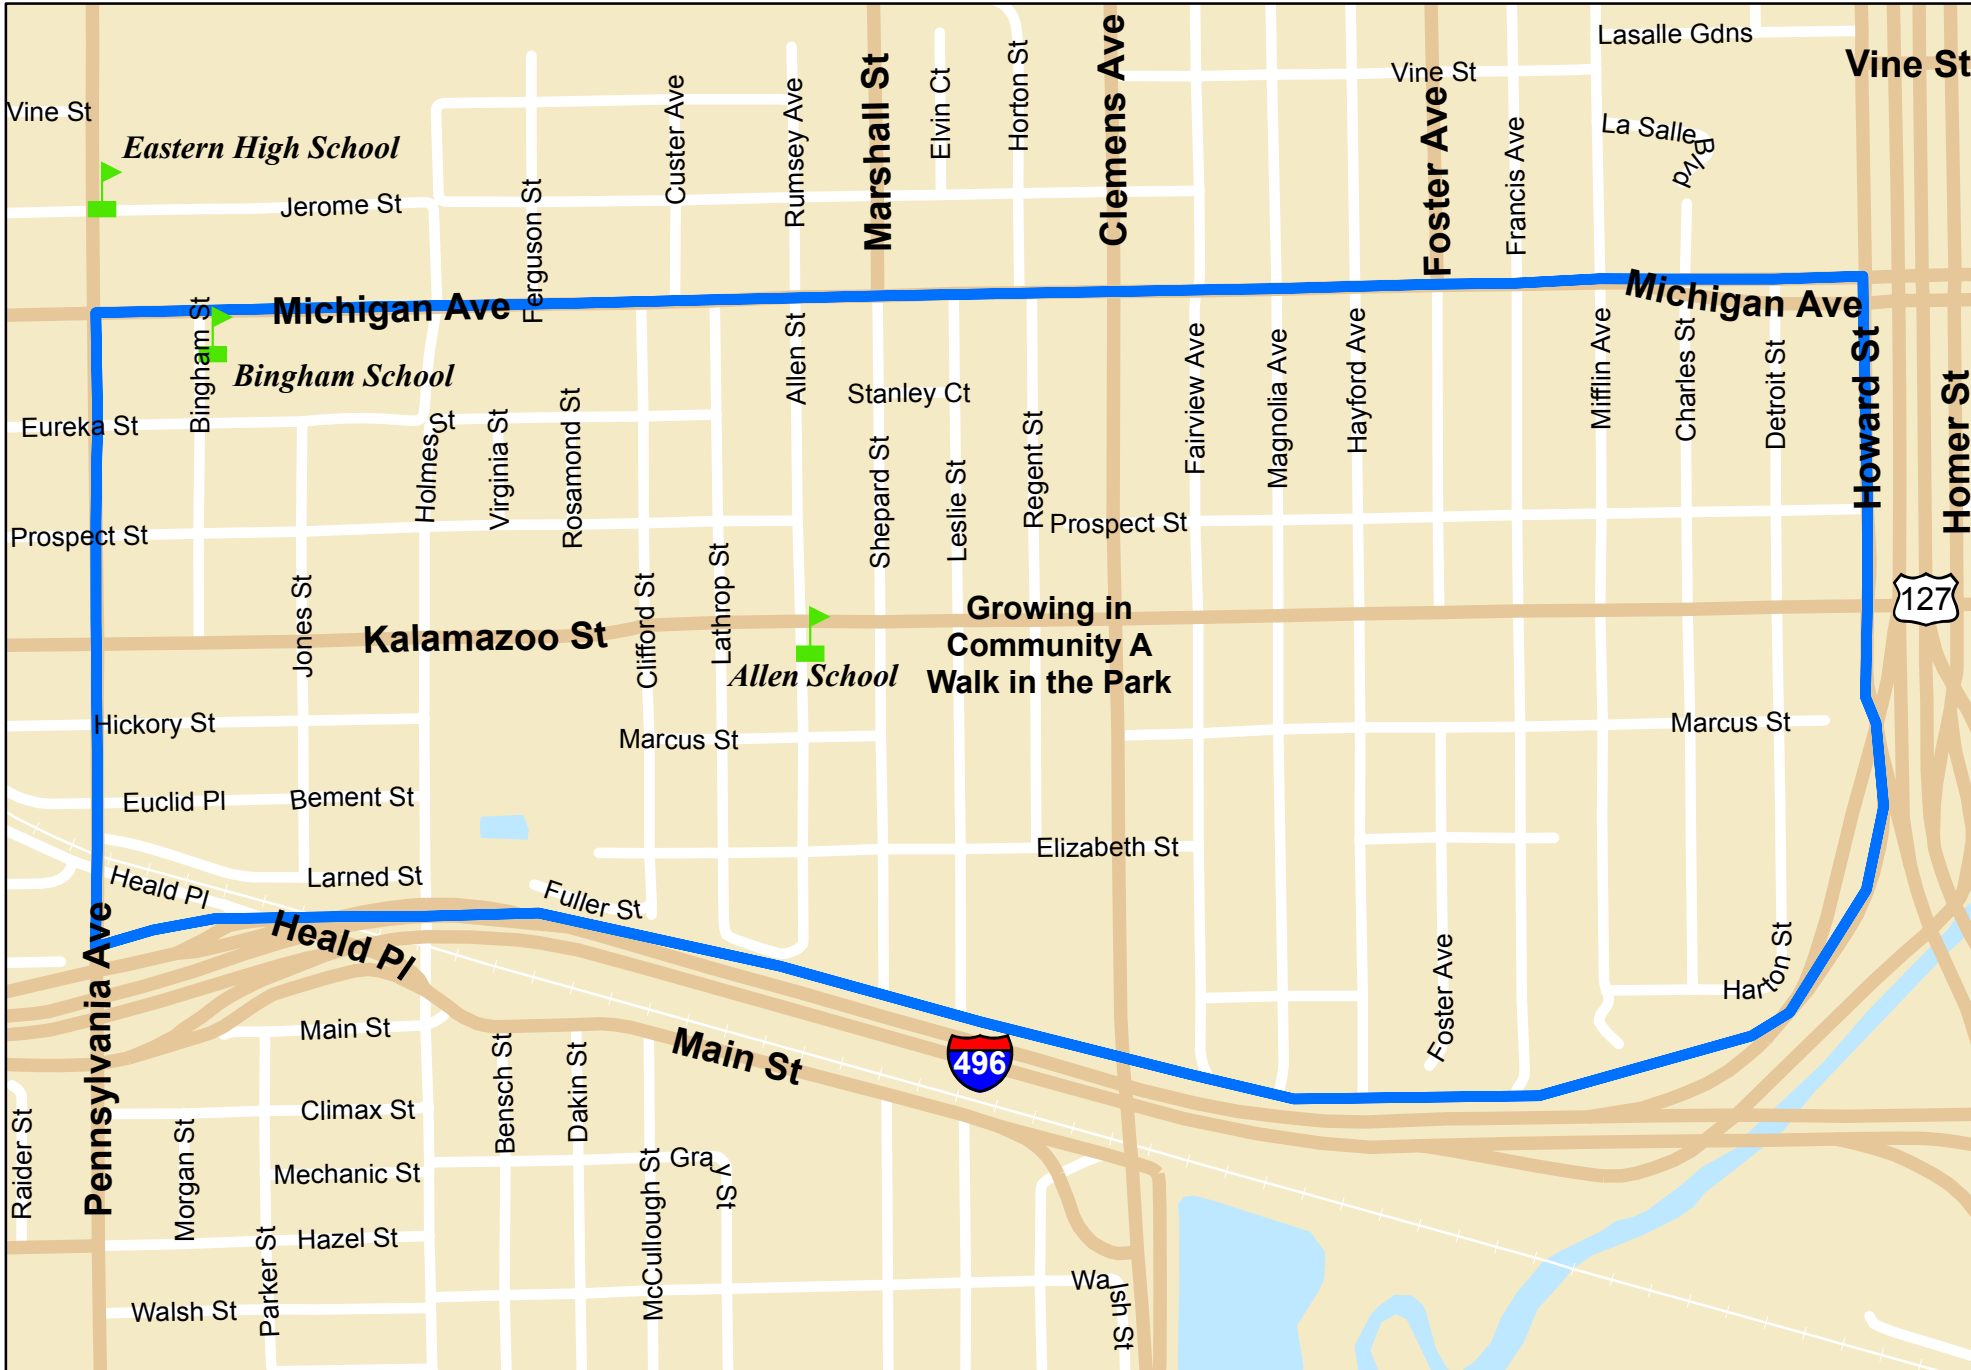 Lasalle Gdns
Vine St
Vine St
Vine St
Eastern High School
La Salle Blvd
Jerome St
Ferguson St
Custer Ave
Rumsey Ave
Marshall St
Elvin Ct
Horton St
Clemens Ave
Foster Ave
Francis Ave
Michigan Ave
Michigan Ave
Bingham St
Bingham School
Eureka St
Holmes St
Virginia St
Rosamond St
Allen St
Stanley Ct
Shepard St
Leslie St
Regent St
Fairview Ave
Magnolia Ave
Hayford Ave
Mifflin Ave
Charles St
Detroit St
Howard St
Homer St
Prospect St
Prospect St
Jones St
Kalamazoo St
Clifford St
Lathrop St
Allen School
Growing in
Community A
Walk in the Park
127
Hickory St
Marcus St
Marcus St
Euclid Pl
Bement St
Elizabeth St
Larned St
Heald Pl
Fuller St
Heald Pl
Pennsylvania Ave
Foster Ave
Harton St
Main St
Main St
496
Bensch St
Dakin St
Raider St
Climax St
Morgan St
Mechanic St
McCullough St
Gray St
Hazel St
Parker St
Walsh St
Walsh St